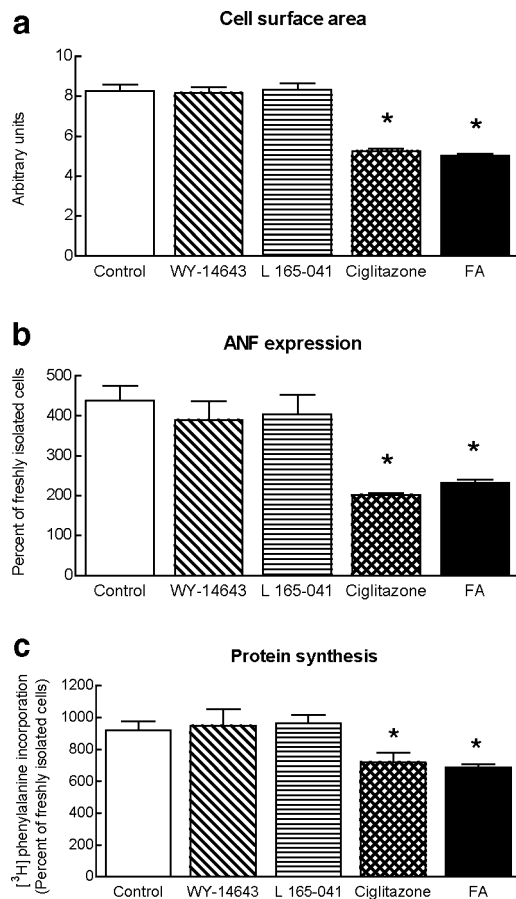 a
Cell surface area
Arbitrary units
10
8
6
4
2
0
*
*
Control WY-14643 L 165-041 Ciglitazone FA
b
ANF expression
Percent of freshly isolated cells
500
400
300
200
100
0
*
*
Control WY-14643 L 165-041 Ciglitazone FA
c
Protein synthesis
[³H] phenylalanine incorporation
(Percent of freshly isolated cells)
1200
1000
800
600
400
200
0
*
*
Control WY-14643 L 165-041 Ciglitazone FA